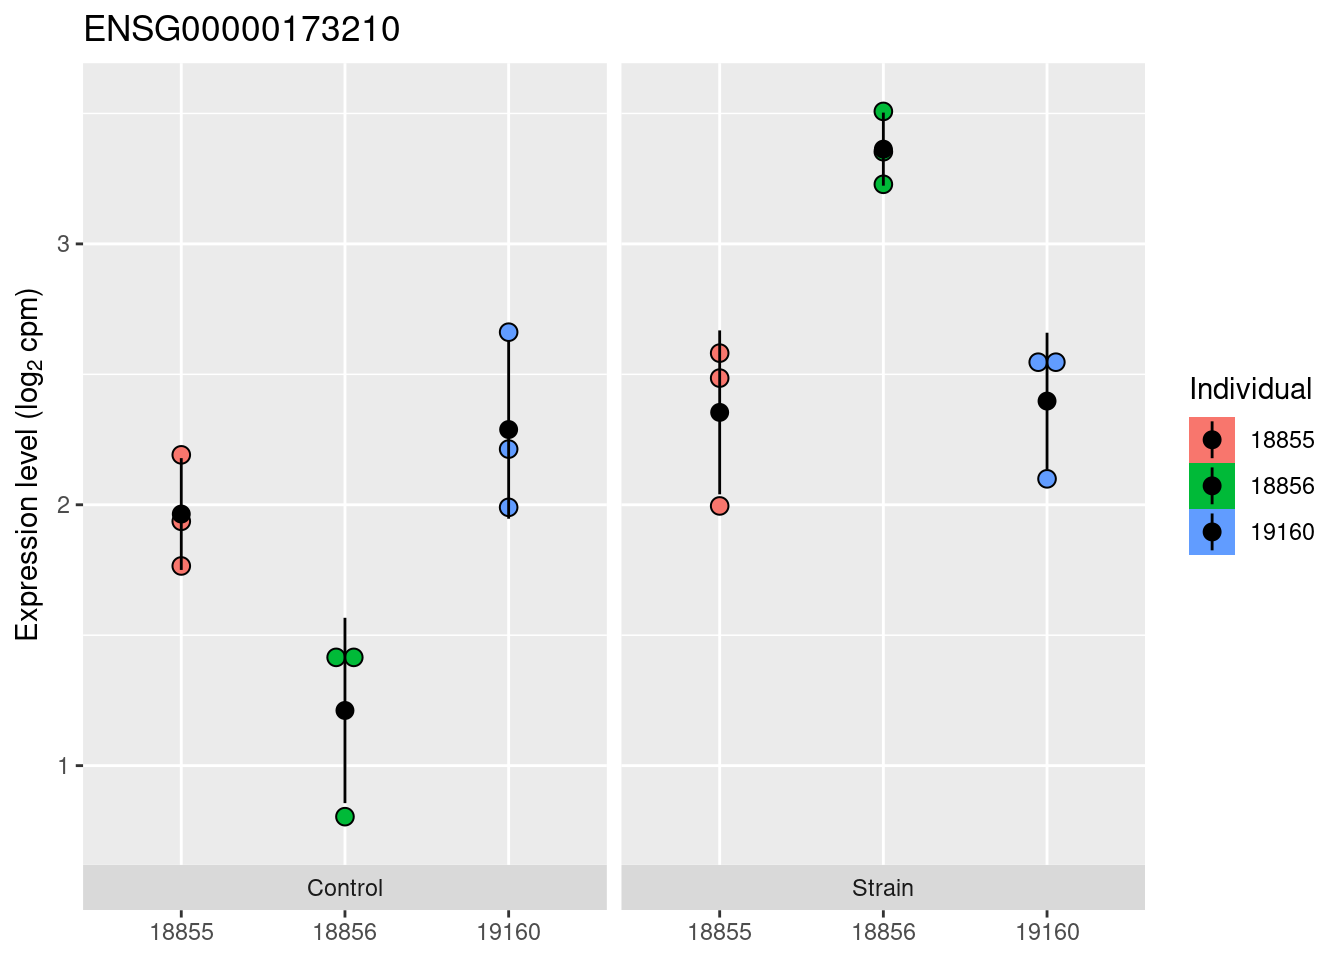 ENSG00000173210
Expression level (log₂ cpm)
3
2
1
Control
Strain
18855
18856
19160
18855
18856
19160
Individual
18855
18856
19160